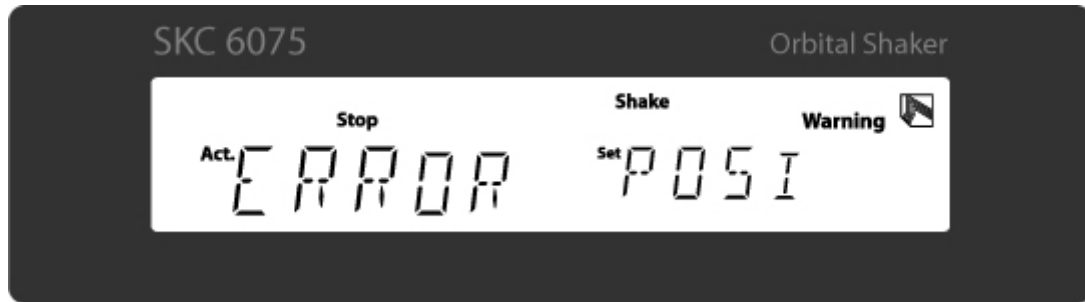 SKC 6075 Orbital Shaker
Stop Shake Warning
Act. ERROR Set POSI